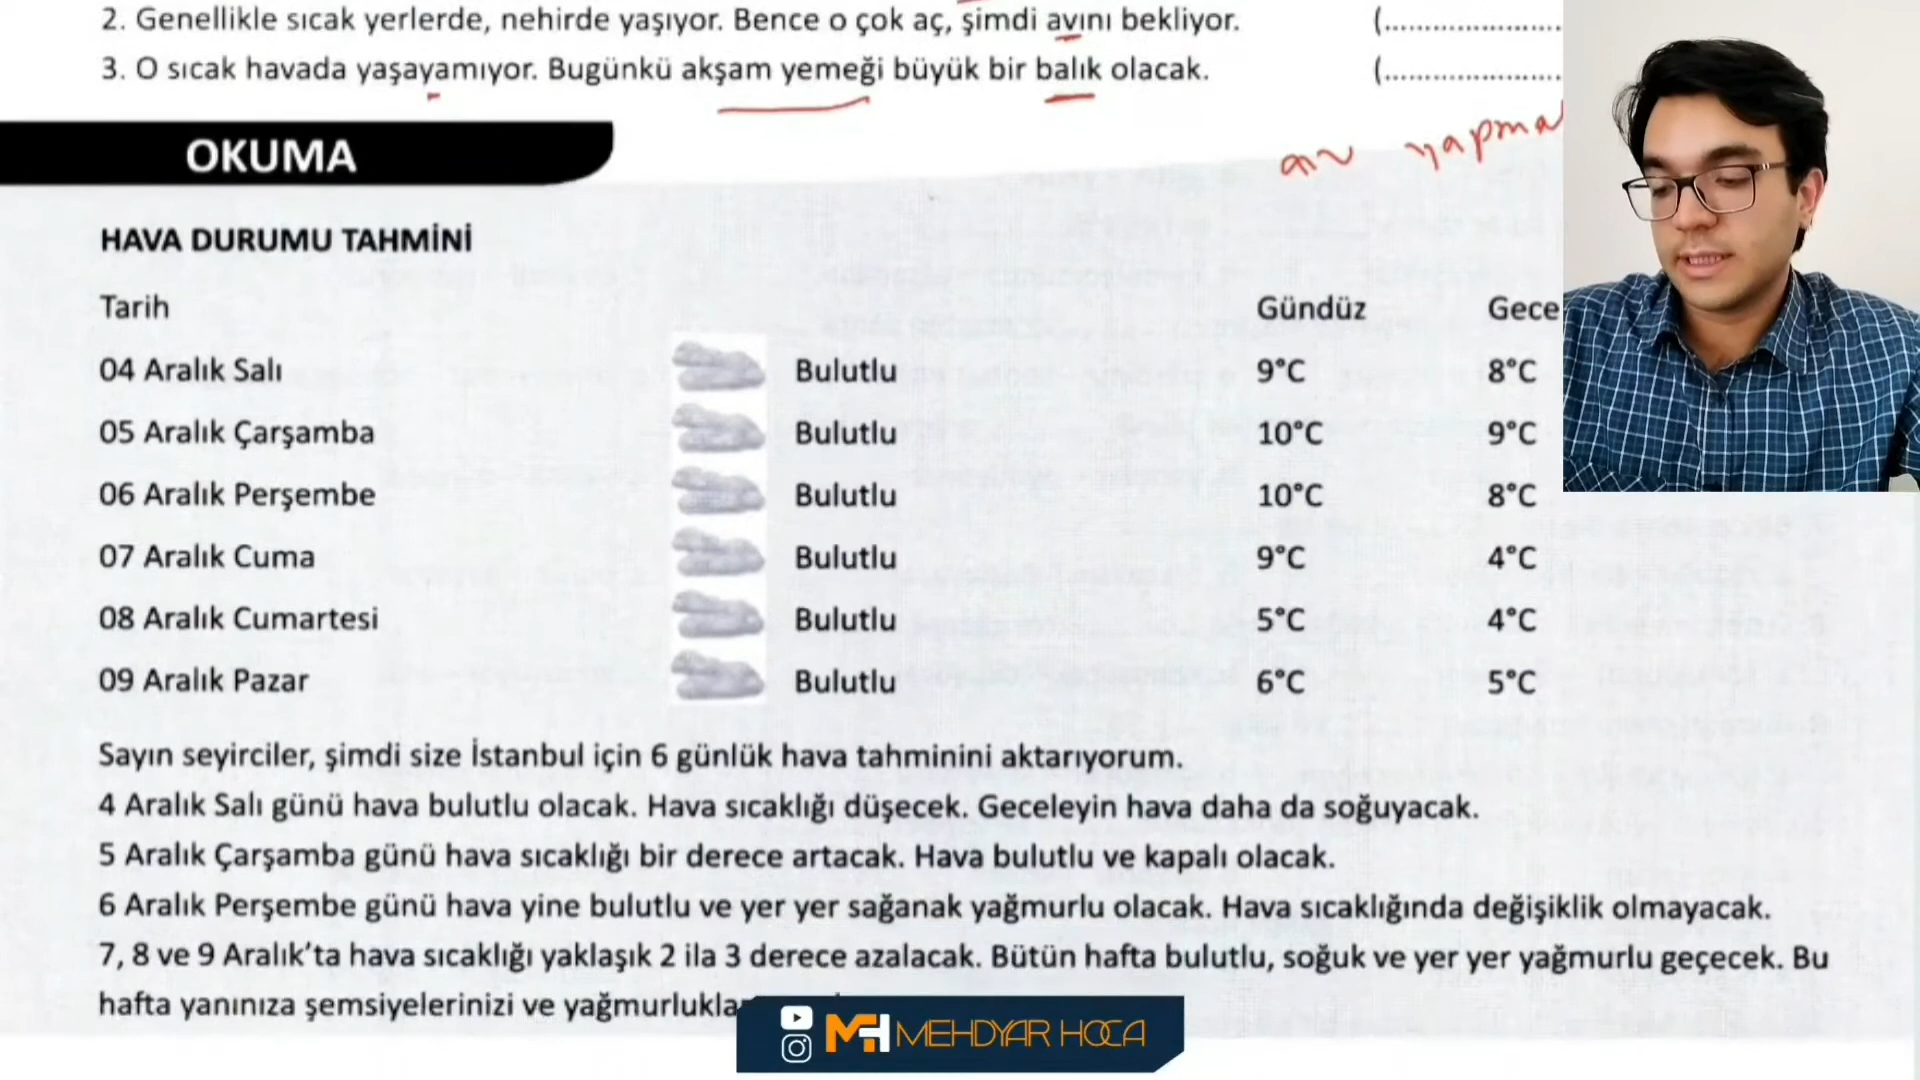 2. Genellikle sıcak yerlerde, nehirde yaşıyor. Bence o çok aç, şimdi avını bekliyor. (......................
3. O sıcak havada yaşayamıyor. Bugünkü akşam yemeği büyük bir balık olacak. (......................
av yapma
OKUMA
HAVA DURUMU TAHMİNİ
Tarih Gündüz Gece
04 Aralık Salı Bulutlu 9°C 8°C
05 Aralık Çarşamba Bulutlu 10°C 9°C
06 Aralık Perşembe Bulutlu 10°C 8°C
07 Aralık Cuma Bulutlu 9°C 4°C
08 Aralık Cumartesi Bulutlu 5°C 4°C
09 Aralık Pazar Bulutlu 6°C 5°C
Sayın seyirciler, şimdi size İstanbul için 6 günlük hava tahminini aktarıyorum.
4 Aralık Salı günü hava bulutlu olacak. Hava sıcaklığı düşecek. Geceleyin hava daha da soğuyacak.
5 Aralık Çarşamba günü hava sıcaklığı bir derece artacak. Hava bulutlu ve kapalı olacak.
6 Aralık Perşembe günü hava yine bulutlu ve yer yer sağanak yağmurlu olacak. Hava sıcaklığında değişiklik olmayacak.
7, 8 ve 9 Aralık'ta hava sıcaklığı yaklaşık 2 ila 3 derece azalacak. Bütün hafta bulutlu, soğuk ve yer yer yağmurlu geçecek. Bu
hafta yanınıza şemsiyelerinizi ve
MH MEHDYAR HOCA